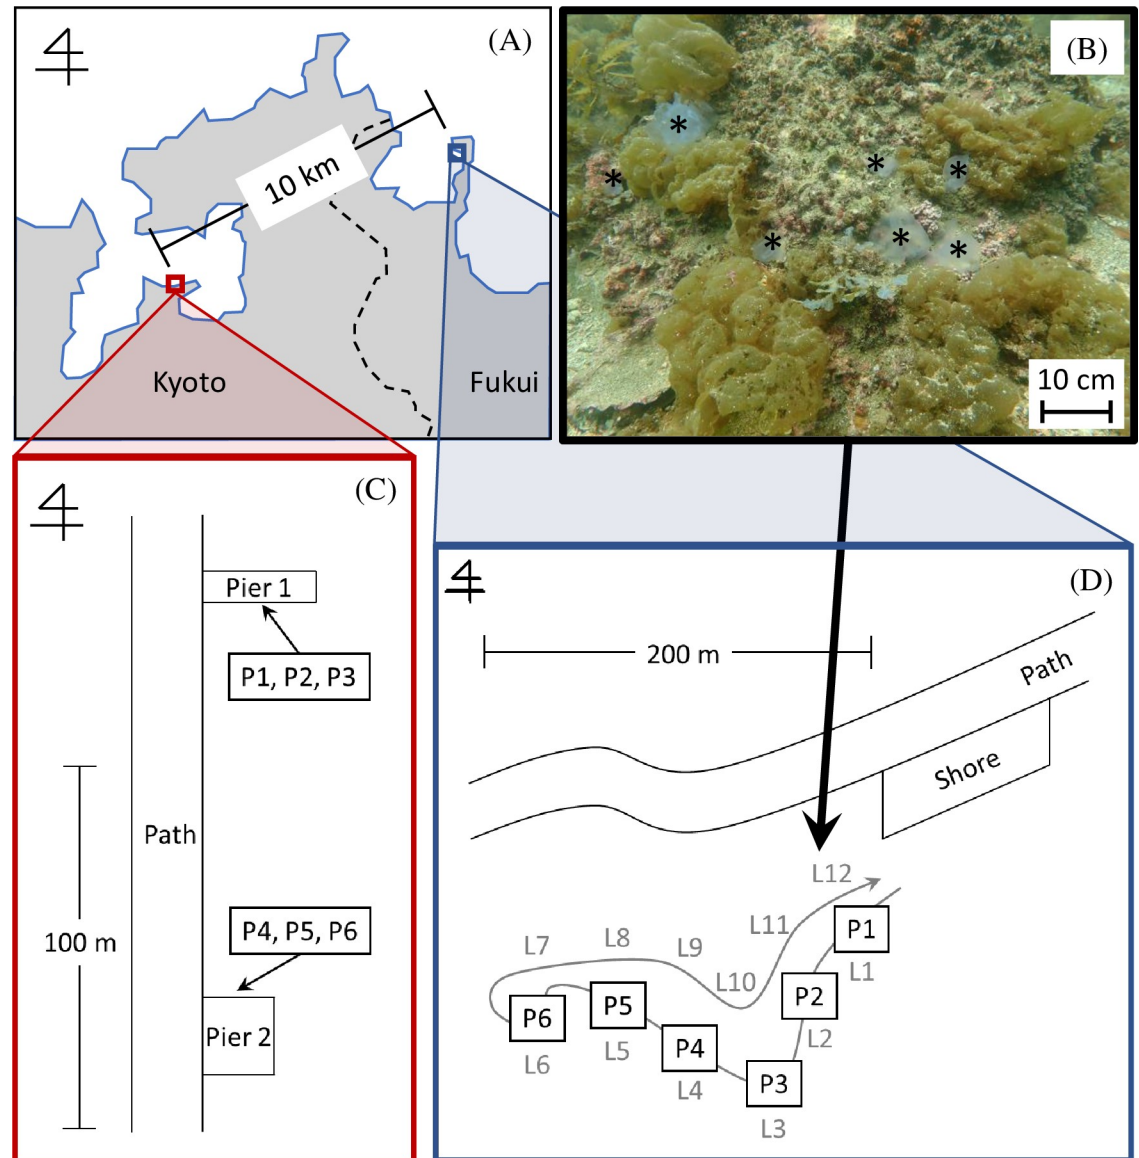 (A)
10 km
Kyoto
Fukui
(B)
*
*
*
*
*
*
*
10 cm
(C)
Pier 1
P1, P2, P3
Path
100 m
P4, P5, P6
Pier 2
(D)
200 m
Path
Shore
L12
L11
P1
L7
L8
L9
L10
L1
P2
P6
P5
L2
P4
L6
L5
P3
L4
L3